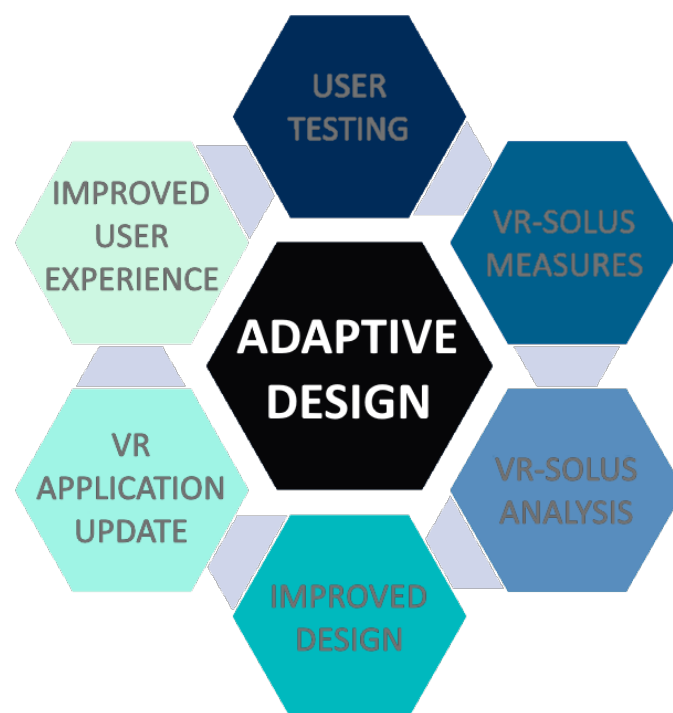 USER
TESTING
VR-SOLUS
MEASURES
VR-SOLUS
ANALYSIS
IMPROVED
DESIGN
VR
APPLICATION
UPDATE
IMPROVED
USER
EXPERIENCE
ADAPTIVE
DESIGN